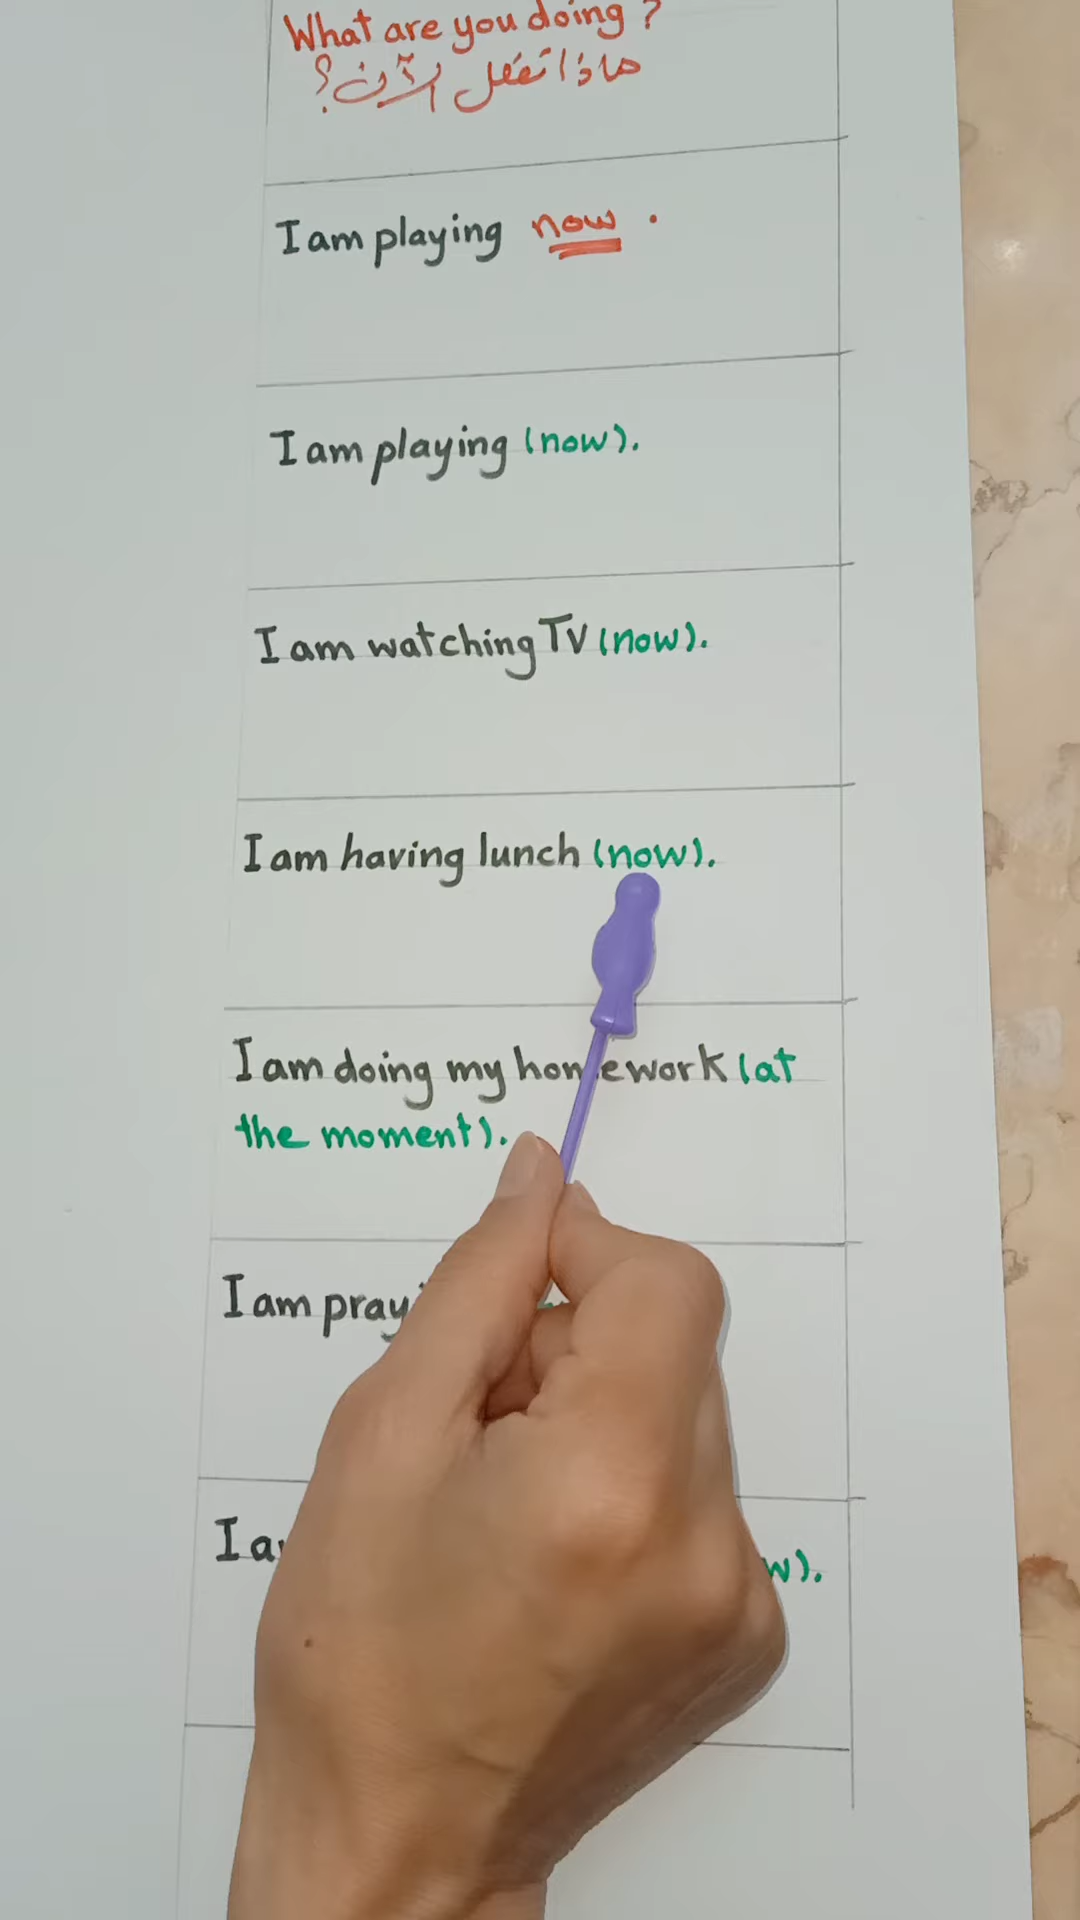 What are you doing ?
ماذا تفعل الآن؟
I am playing now .
I am playing (now).
I am watching TV (now).
I am having lunch (now).
I am doing my homework (at
the moment).
I am
I